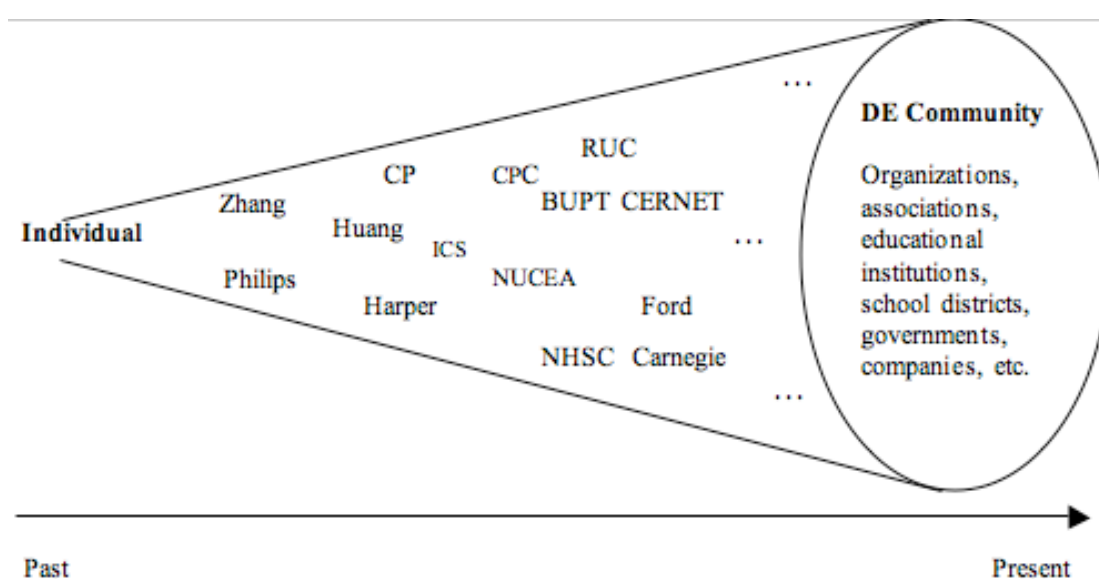 ...
RUC
CP CPC
Zhang BUPT CERNET
Individual Huang ICS ...
Philips NUCEA
Harper Ford
NHSC Carnegie
...
DE Community
Organizations,
associations,
educational
institutions,
school districts,
governments,
companies, etc.
Past Present